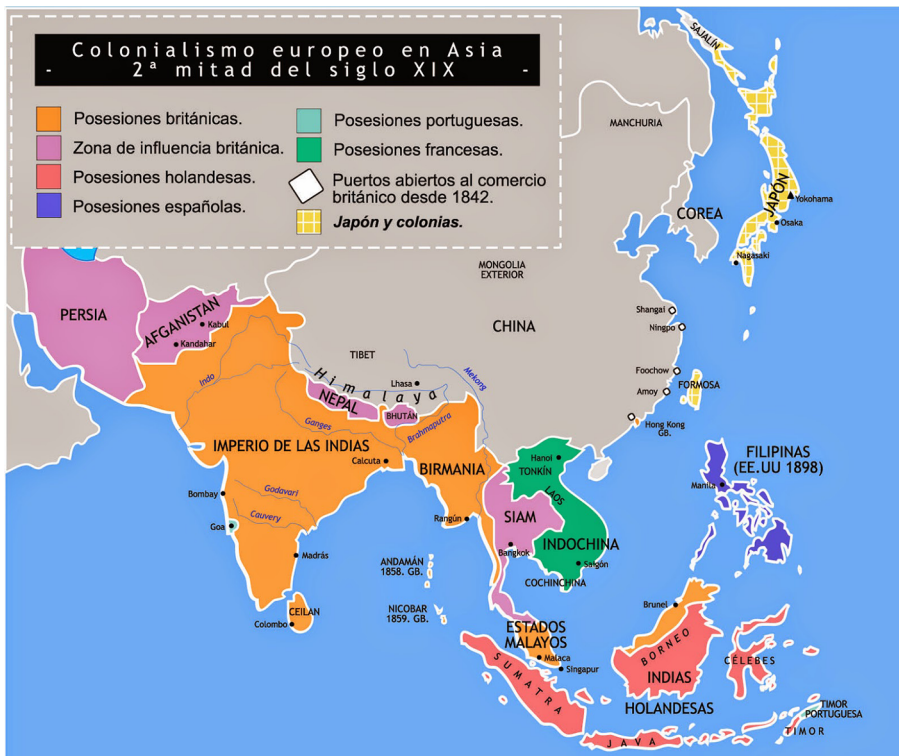 Colonialismo europeo en Asia
- 2ª mitad del siglo XIX -
Posesiones británicas.
Zona de influencia británica.
Posesiones holandesas.
Posesiones españolas.
Posesiones portuguesas.
Posesiones francesas.
Puertos abiertos al comercio
británico desde 1842.
Japón y colonias.
SAJALÍN
MANCHURIA
JAPÓN
Yokohama
COREA
Osaka
Nagasaki
MONGOLIA
EXTERIOR
PERSIA
AFGANISTAN
Kabul
Kandahar
CHINA
Shangai
Ningpo
TIBET
Himalaya
Lhasa
Mekong
Foochow
FORMOSA
Amoy
Indo
NEPAL
BHUTÁN
Hong Kong
GB.
Ganges
Brahmaputra
IMPERIO DE LAS INDIAS
Calcuta
BIRMANIA
Hanoi
TONKÍN
FILIPINAS
(EE.UU 1898)
Manila
Bombay
Godavari
LAOS
Cauvery
Goa
Rangún
SIAM
INDOCHINA
Madrás
Bangkok
Saigón
ANDAMÁN
1858. GB.
COCHINCHINA
NICOBAR
1859. GB.
CEILAN
Colombo
Brunei
ESTADOS
MALAYOS
BORNEO
Malaca
Singapur
CÉLEBES
SUMATRA
INDIAS
HOLANDESAS
TIMOR
PORTUGUESA
TIMOR
JAVA